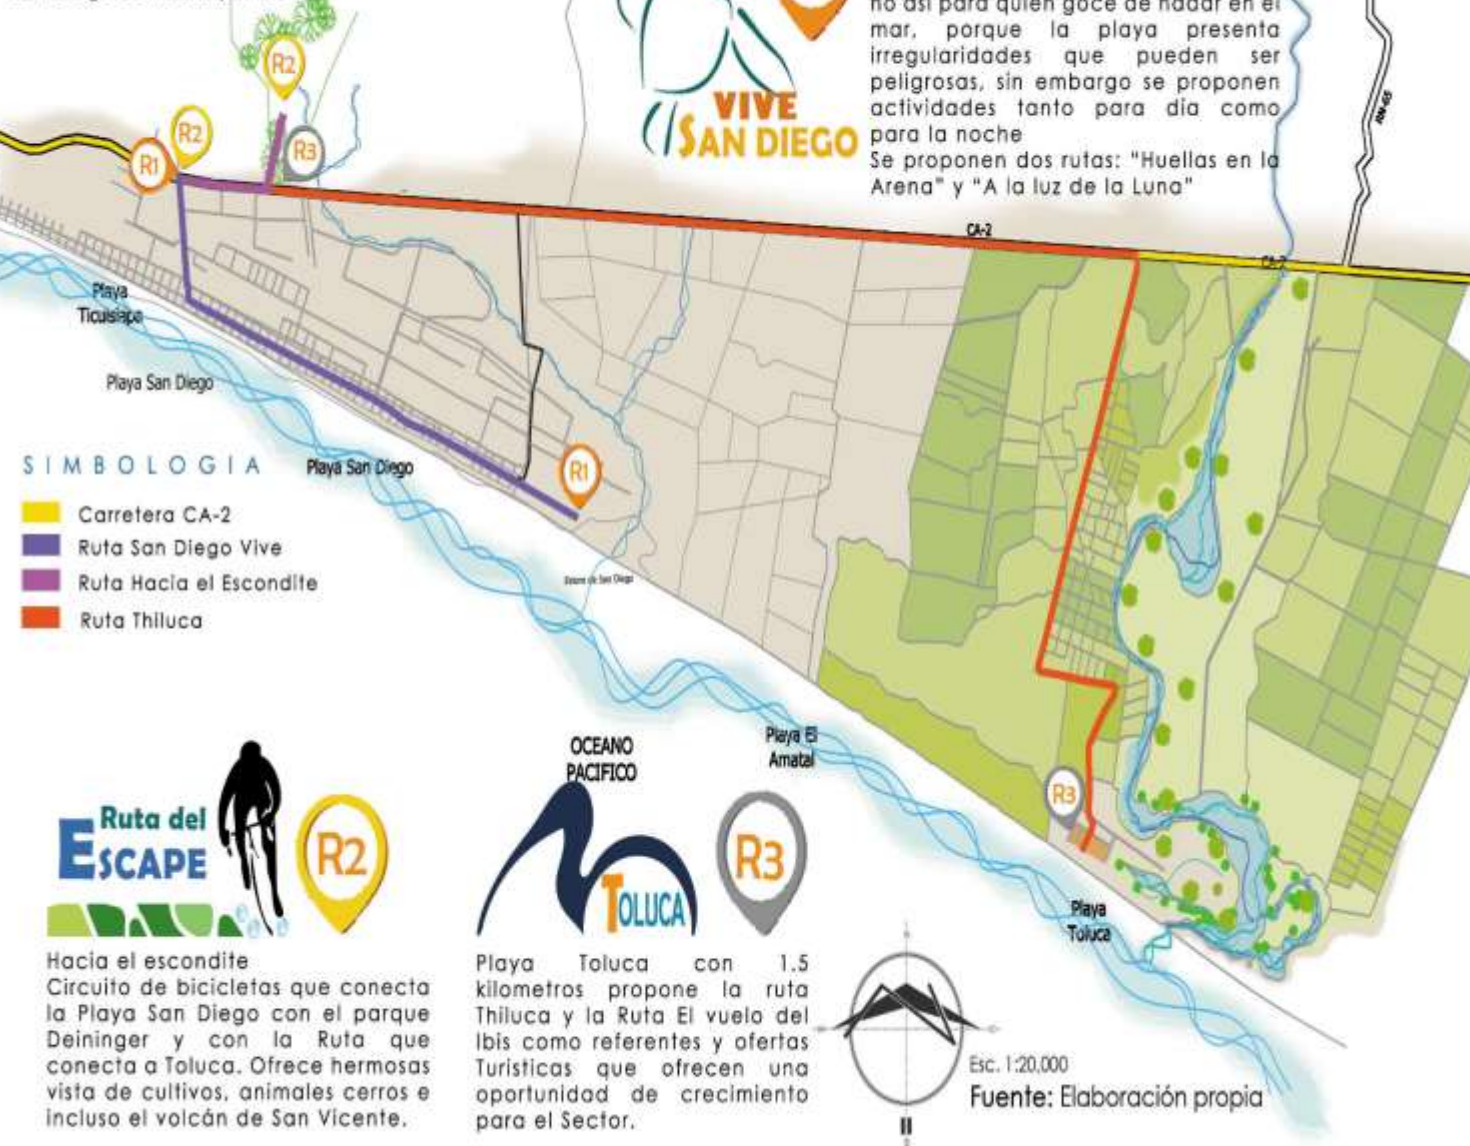 no así para quien goce de nadar en el
mar, porque la playa presenta
irregularidades que pueden ser
peligrosas, sin embargo se proponen
actividades tanto para dia como
para la noche
Se proponen dos rutas: “Huellas en la
Arena” y “A la luz de la Luna”
VIVE
SAN DIEGO
R2
R2
R1
R3
CA-2
CA-2
Playa
Ticuisiapa
Playa San Diego
Playa San Diego
R1
Estero de San Diego
SIMBOLOGIA
Carretera CA-2
Ruta San Diego Vive
Ruta Hacia el Escondite
Ruta Thiluca
OCEANO
PACIFICO
Playa El
Amatal
R3
Playa
Toluca
Ruta del
ESCAPE
R2
Hacia el escondite
Circuito de bicicletas que conecta
la Playa San Diego con el parque
Deininger y con la Ruta que
conecta a Toluca. Ofrece hermosas
vista de cultivos, animales cerros e
incluso el volcán de San Vicente.
TOLUCA
R3
Playa Toluca con 1.5
kilometros propone la ruta
Thiluca y la Ruta El vuelo del
Ibis como referentes y ofertas
Turisticas que ofrecen una
oportunidad de crecimiento
para el Sector.
Esc. 1:20,000
Fuente: Elaboración propia